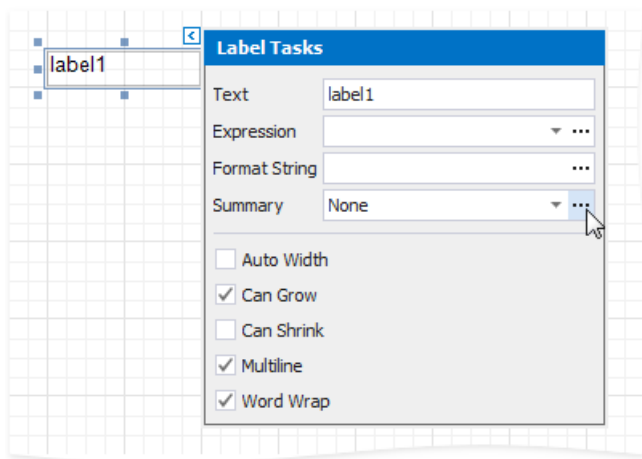 label1
Label Tasks
Text label1
Expression
Format String
Summary None
Auto Width
Can Grow
Can Shrink
Multiline
Word Wrap